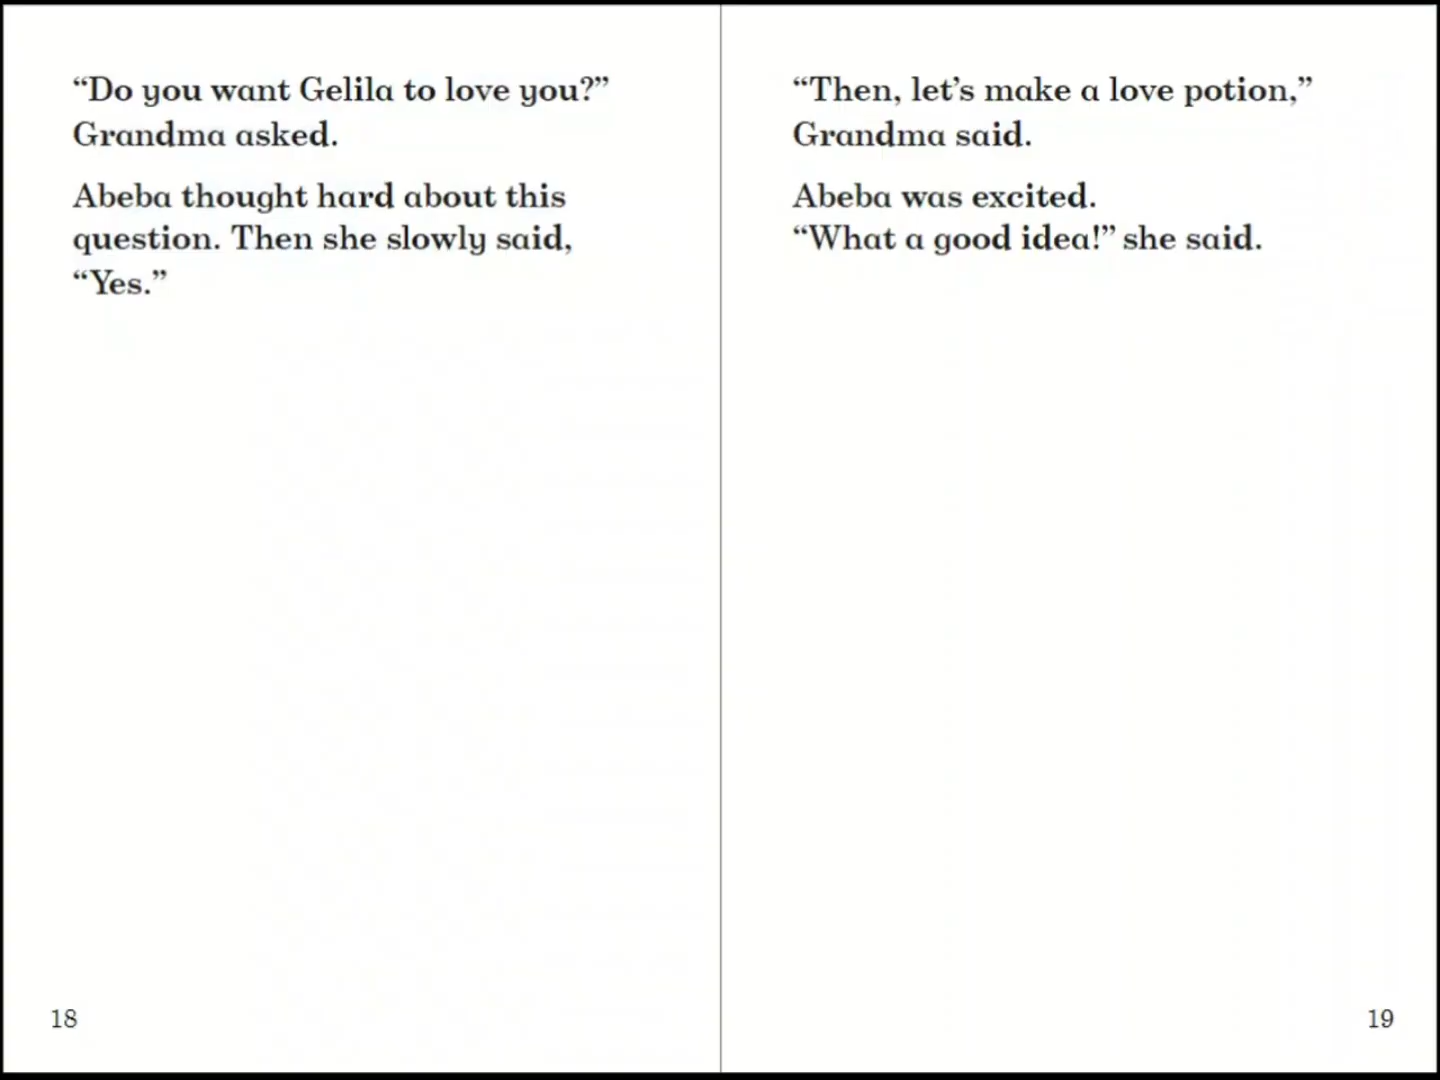 “Do you want Gelila to love you?”
Grandma asked.
Abeba thought hard about this
question. Then she slowly said,
“Yes.”
18
“Then, let’s make a love potion,”
Grandma said.
Abeba was excited.
“What a good idea!” she said.
19